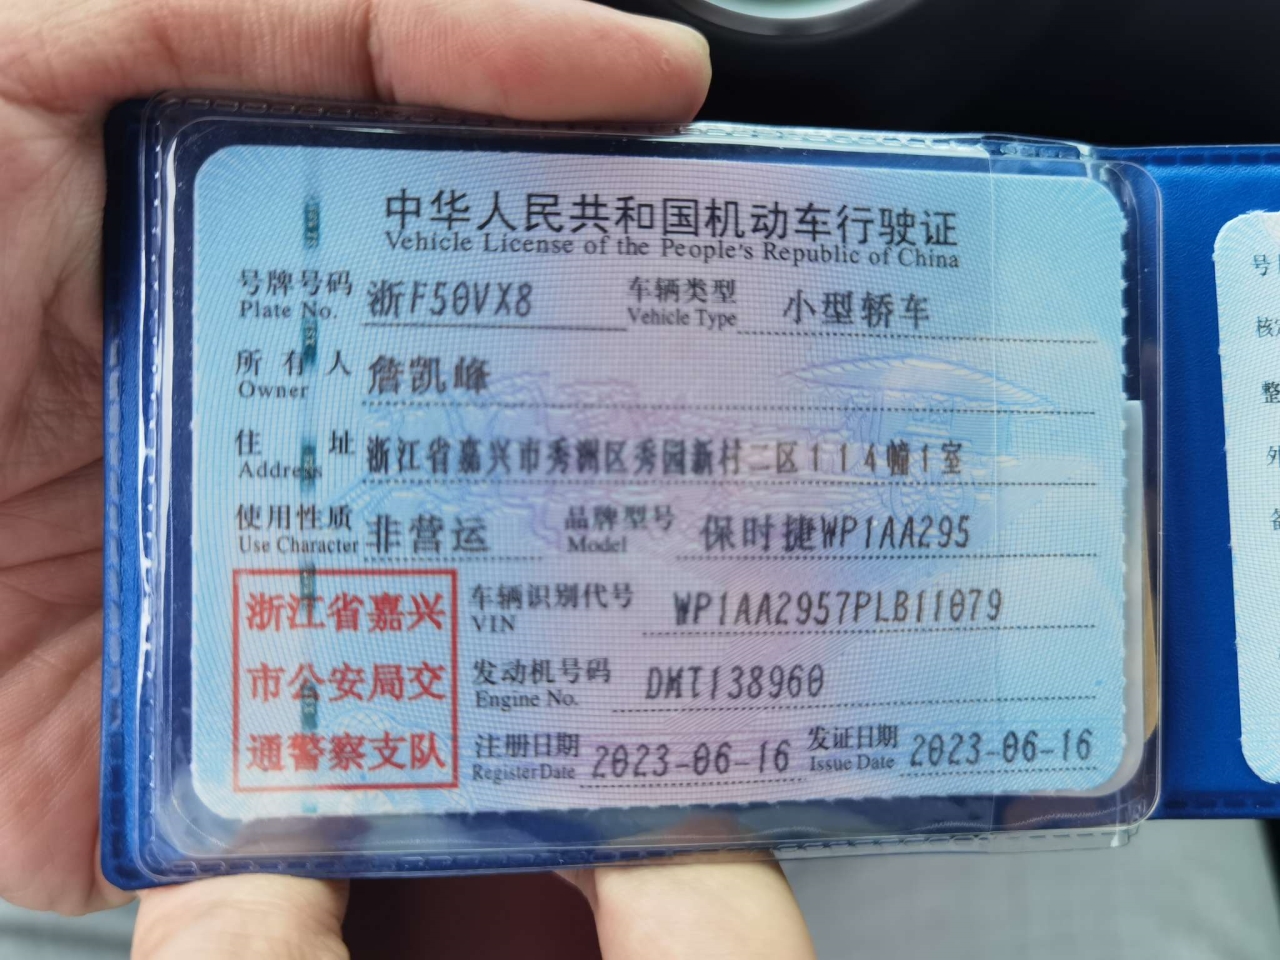 中华人民共和国机动车行驶证
Vehicle License of the People's Republic of China
号牌号码 浙F50VX8 车辆类型 小型轿车
Plate No. Vehicle Type
所有人 詹凯峰
Owner
住址 浙江省嘉兴市秀洲区秀园新村二区114幢1室
Address
使用性质 非营运 品牌型号 保时捷WP1AA295
Use Character Model
浙江省嘉兴
市公安局交
通警察支队
车辆识别代号 WP1AA2957PLB11079
VIN
发动机号码 DMT138960
Engine No.
注册日期 2023-06-16 发证日期 2023-06-16
Register Date Issue Date
号
核
整